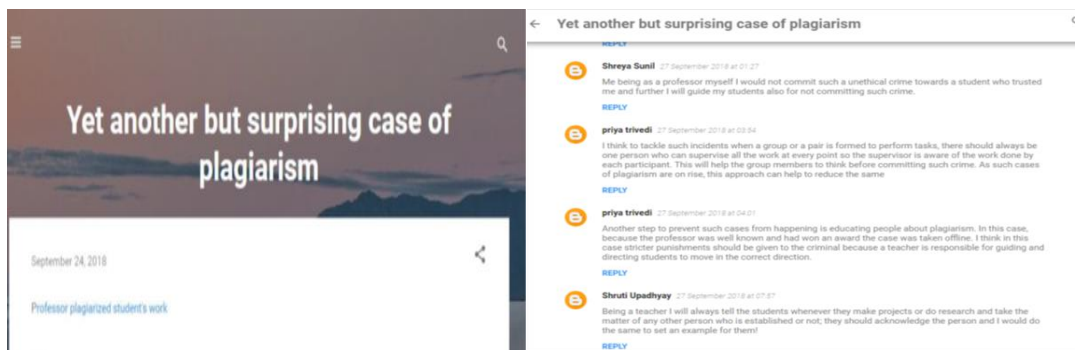 Yet another but surprising case of
plagiarism
September 24, 2018
Professor plagiarized student's work
Yet another but surprising case of plagiarism
REPLY
Shreya Sunil 27 September 2018 at 01:27
Me being as a professor myself I would not commit such a unethical crime towards a student who trusted
me and further I will guide my students also for not committing such crime.
REPLY
priya trivedi 27 September 2018 at 03:54
I think to tackle such incidents when a group or a pair is formed to perform tasks, there should always be
one person who can supervise all the work at every point so the supervisor is aware of the work done by
each participant. This will help the group members to think before committing such crime. As such cases
of plagiarism are on rise, this approach can help to reduce the same
REPLY
priya trivedi 27 September 2018 at 04:01
Another step to prevent such cases from happening is educating people about plagiarism. In this case,
because the professor was well known and had won an award the case was taken offline. I think in this
case stricter punishments should be given to the criminal because a teacher is responsible for guiding and
directing students to move in the correct direction.
REPLY
Shruti Upadhyay 27 September 2018 at 07:57
Being a teacher I will always tell the students whenever they make projects or do research and take the
matter of any other person who is established or not; they should acknowledge the person and I would do
the same to set an example for them!
REPLY